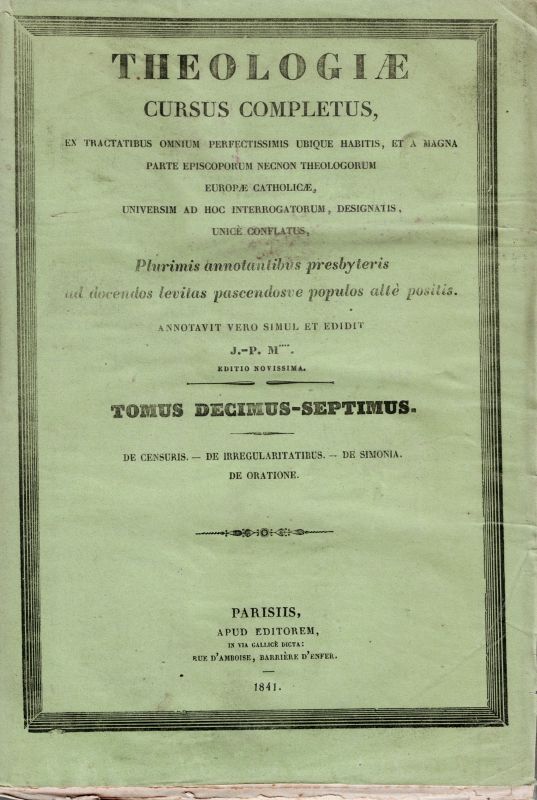 THEOLOGIÆ
CURSUS COMPLETUS,
EX TRACTATIBUS OMNIUM PERFECTISSIMIS UBIQUE HABITIS, ET A MAGNA
PARTE EPISCOPORUM NECNON THEOLOGORUM
EUROPÆ CATHOLICÆ,
UNIVERSIM AD HOC INTERROGATORUM, DESIGNATIS,
UNICÈ CONFLATUS,
Plurimis annotantibus presbyteris
ad docendos levitas pascendosve populos altè positis.
ANNOTAVIT VERO SIMUL ET EDIDIT
J.-P. M****.
EDITIO NOVISSIMA.
TOMUS DECIMUS-SEPTIMUS.
DE CENSURIS. — DE IRREGULARITATIBUS. — DE SIMONIA.
DE ORATIONE.
PARISIIS,
APUD EDITOREM,
IN VIA GALLICÈ DICTA:
RUE D'AMBOISE, BARRIÈRE D'ENFER.
1841.